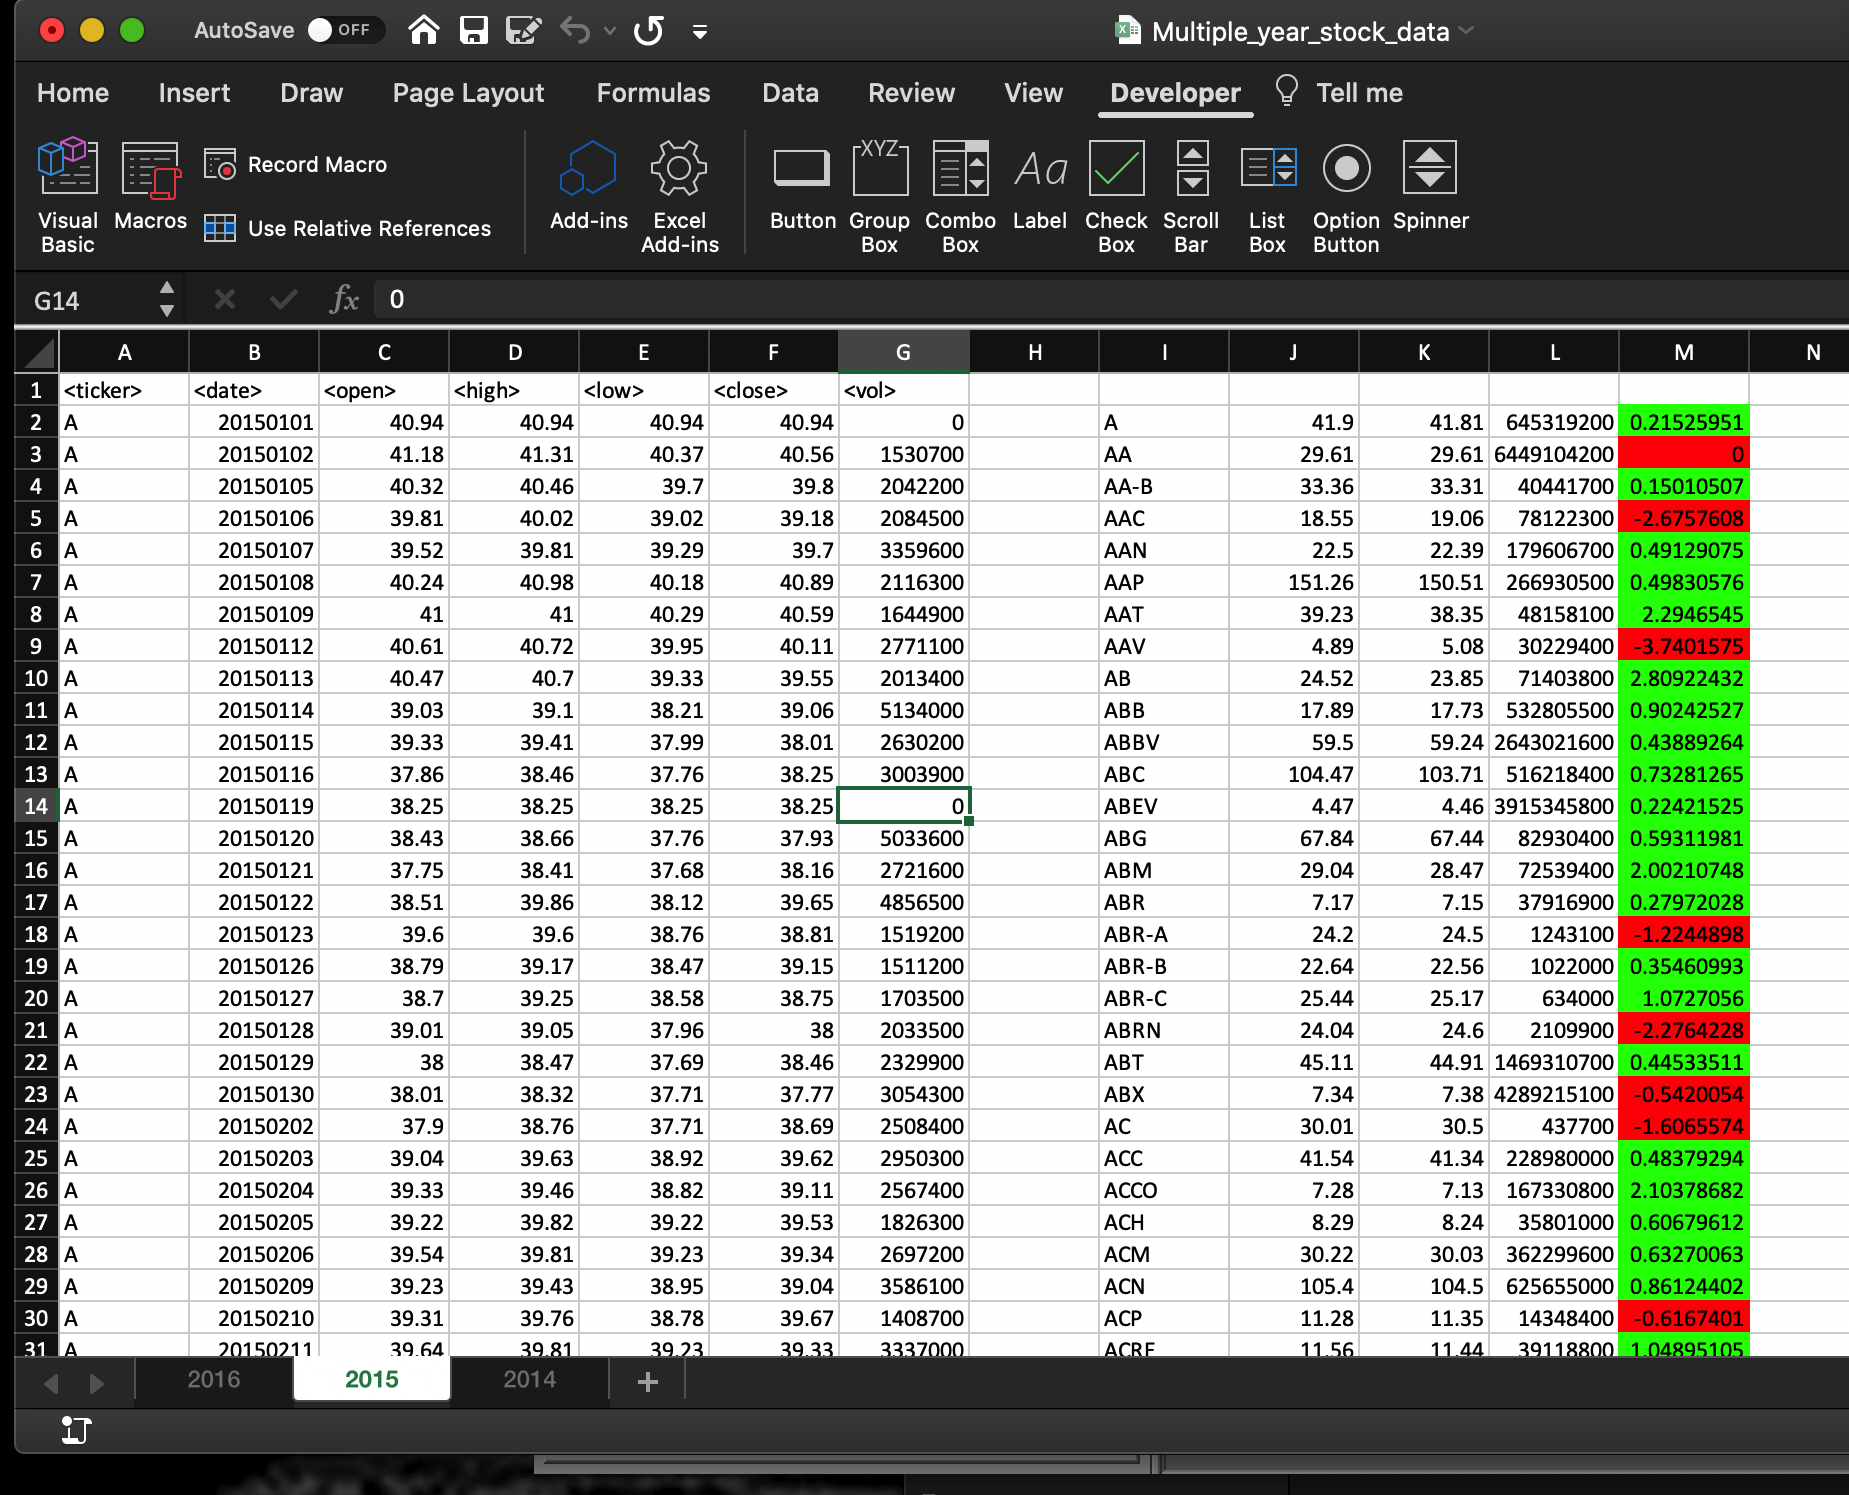 AutoSave OFF Multiple_year_stock_data
Home Insert Draw Page Layout Formulas Data Review View Developer Tell me
Visual Basic Macros Record Macro Use Relative References Add-ins Excel Add-ins Button XYZ Group Box Combo Box Aa Label Check Box Scroll Bar List Box Option Button Spinner
G14 fx 0
A B C D E F G H I J K L M N
1 <ticker> <date> <open> <high> <low> <close> <vol>
2 A 20150101 40.94 40.94 40.94 40.94 0 A 41.9 41.81 645319200 0.21525951
3 A 20150102 41.18 41.31 40.37 40.56 1530700 AA 29.61 29.61 6449104200 0
4 A 20150105 40.32 40.46 39.7 39.8 2042200 AA-B 33.36 33.31 40441700 0.15010507
5 A 20150106 39.81 40.02 39.02 39.18 2084500 AAC 18.55 19.06 78122300 -2.6757608
6 A 20150107 39.52 39.81 39.29 39.7 3359600 AAN 22.5 22.39 179606700 0.49129075
7 A 20150108 40.24 40.98 40.18 40.89 2116300 AAP 151.26 150.51 266930500 0.49830576
8 A 20150109 41 41 40.29 40.59 1644900 AAT 39.23 38.35 48158100 2.2946545
9 A 20150112 40.61 40.72 39.95 40.11 2771100 AAV 4.89 5.08 30229400 -3.7401575
10 A 20150113 40.47 40.7 39.33 39.55 2013400 AB 24.52 23.85 71403800 2.80922432
11 A 20150114 39.03 39.1 38.21 39.06 5134000 ABB 17.89 17.73 532805500 0.90242527
12 A 20150115 39.33 39.41 37.99 38.01 2630200 ABBV 59.5 59.24 2643021600 0.43889264
13 A 20150116 37.86 38.46 37.76 38.25 3003900 ABC 104.47 103.71 516218400 0.73281265
14 A 20150119 38.25 38.25 38.25 38.25 0 ABEV 4.47 4.46 3915345800 0.22421525
15 A 20150120 38.43 38.66 37.76 37.93 5033600 ABG 67.84 67.44 82930400 0.59311981
16 A 20150121 37.75 38.41 37.68 38.16 2721600 ABM 29.04 28.47 72539400 2.00210748
17 A 20150122 38.51 39.86 38.12 39.65 4856500 ABR 7.17 7.15 37916900 0.27972028
18 A 20150123 39.6 39.6 38.76 38.81 1519200 ABR-A 24.2 24.5 1243100 -1.2244898
19 A 20150126 38.79 39.17 38.47 39.15 1511200 ABR-B 22.64 22.56 1022000 0.35460993
20 A 20150127 38.7 39.25 38.58 38.75 1703500 ABR-C 25.44 25.17 634000 1.0727056
21 A 20150128 39.01 39.05 37.96 38 2033500 ABRN 24.04 24.6 2109900 -2.2764228
22 A 20150129 38 38.47 37.69 38.46 2329900 ABT 45.11 44.91 1469310700 0.44533511
23 A 20150130 38.01 38.32 37.71 37.77 3054300 ABX 7.34 7.38 4289215100 -0.5420054
24 A 20150202 37.9 38.76 37.71 38.69 2508400 AC 30.01 30.5 437700 -1.6065574
25 A 20150203 39.04 39.63 38.92 39.62 2950300 ACC 41.54 41.34 228980000 0.48379294
26 A 20150204 39.33 39.46 38.82 39.11 2567400 ACCO 7.28 7.13 167330800 2.10378682
27 A 20150205 39.22 39.82 39.22 39.53 1826300 ACH 8.29 8.24 35801000 0.60679612
28 A 20150206 39.54 39.81 39.23 39.34 2697200 ACM 30.22 30.03 362299600 0.63270063
29 A 20150209 39.23 39.43 38.95 39.04 3586100 ACN 105.4 104.5 625655000 0.86124402
30 A 20150210 39.31 39.76 38.78 39.67 1408700 ACP 11.28 11.35 14348400 -0.6167401
31 A 20150211 39.64 39.81 39.23 39.33 3337000 ACRE 11.56 11.44 39118800 1.04895105
2016 2015 2014 +